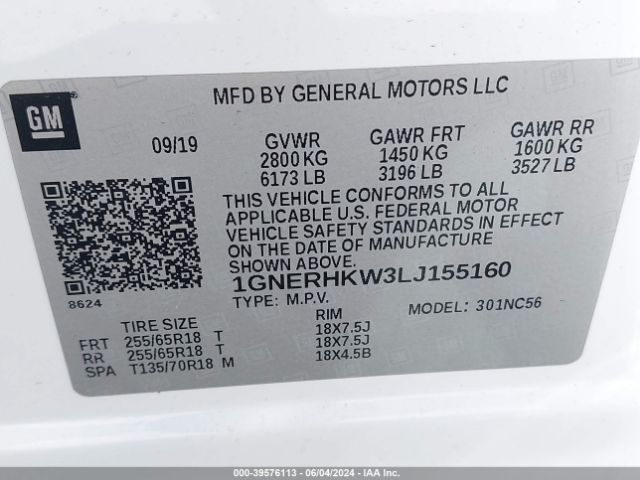 GM
MFD BY GENERAL MOTORS LLC
09/19
GVWR
2800 KG
6173 LB
GAWR FRT
1450 KG
3196 LB
GAWR RR
1600 KG
3527 LB
THIS VEHICLE CONFORMS TO ALL
APPLICABLE U.S. FEDERAL MOTOR
VEHICLE SAFETY STANDARDS IN EFFECT
ON THE DATE OF MANUFACTURE
SHOWN ABOVE.
8624
1GNERHKW3LJ155160
TYPE: M.P.V.
MODEL: 301NC56
TIRE SIZE RIM
FRT 255/65R18 T 18X7.5J
RR 255/65R18 T 18X7.5J
SPA T135/70R18 M 18X4.5B
000-39576113 - 06/04/2024 - IAA Holdings, LLC.